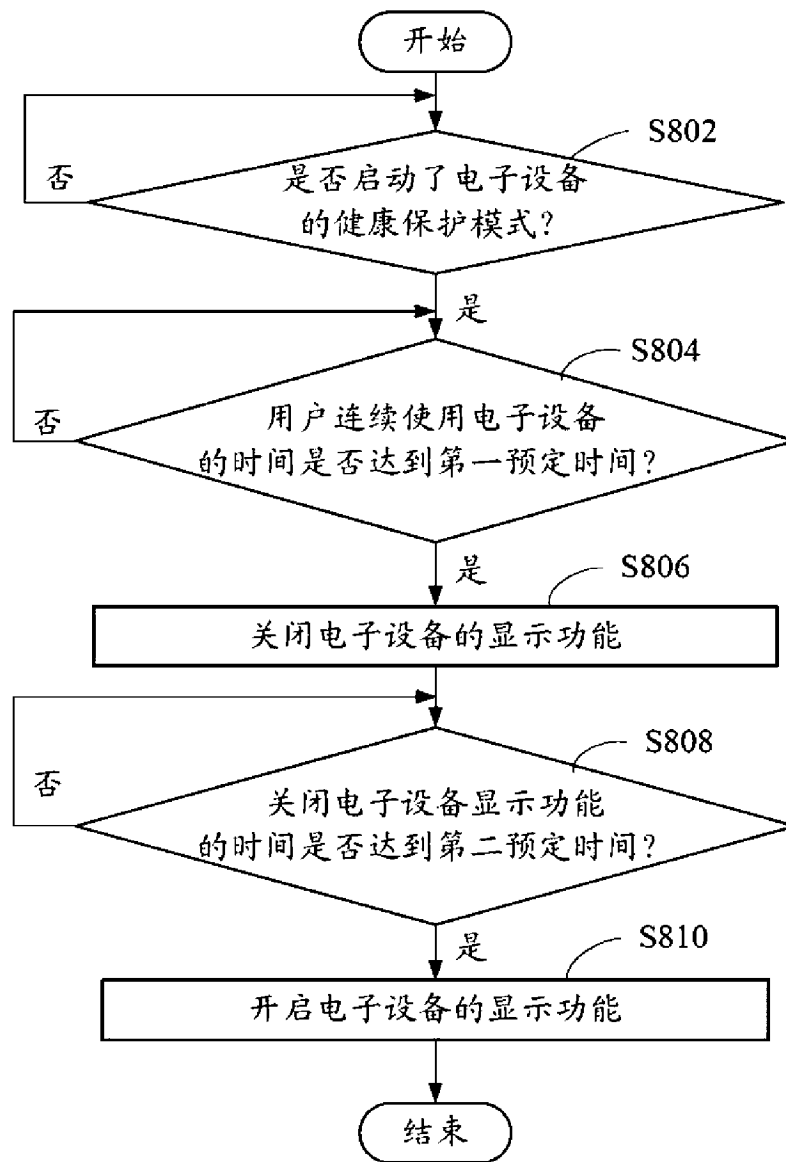 开始
S802
否
是否启动了电子设备
的健康保护模式?
是
S804
否
用户连续使用电子设备
的时间是否达到第一预定时间?
是
S806
关闭电子设备的显示功能
S808
否
关闭电子设备显示功能
的时间是否达到第二预定时间?
是
S810
开启电子设备的显示功能
结束